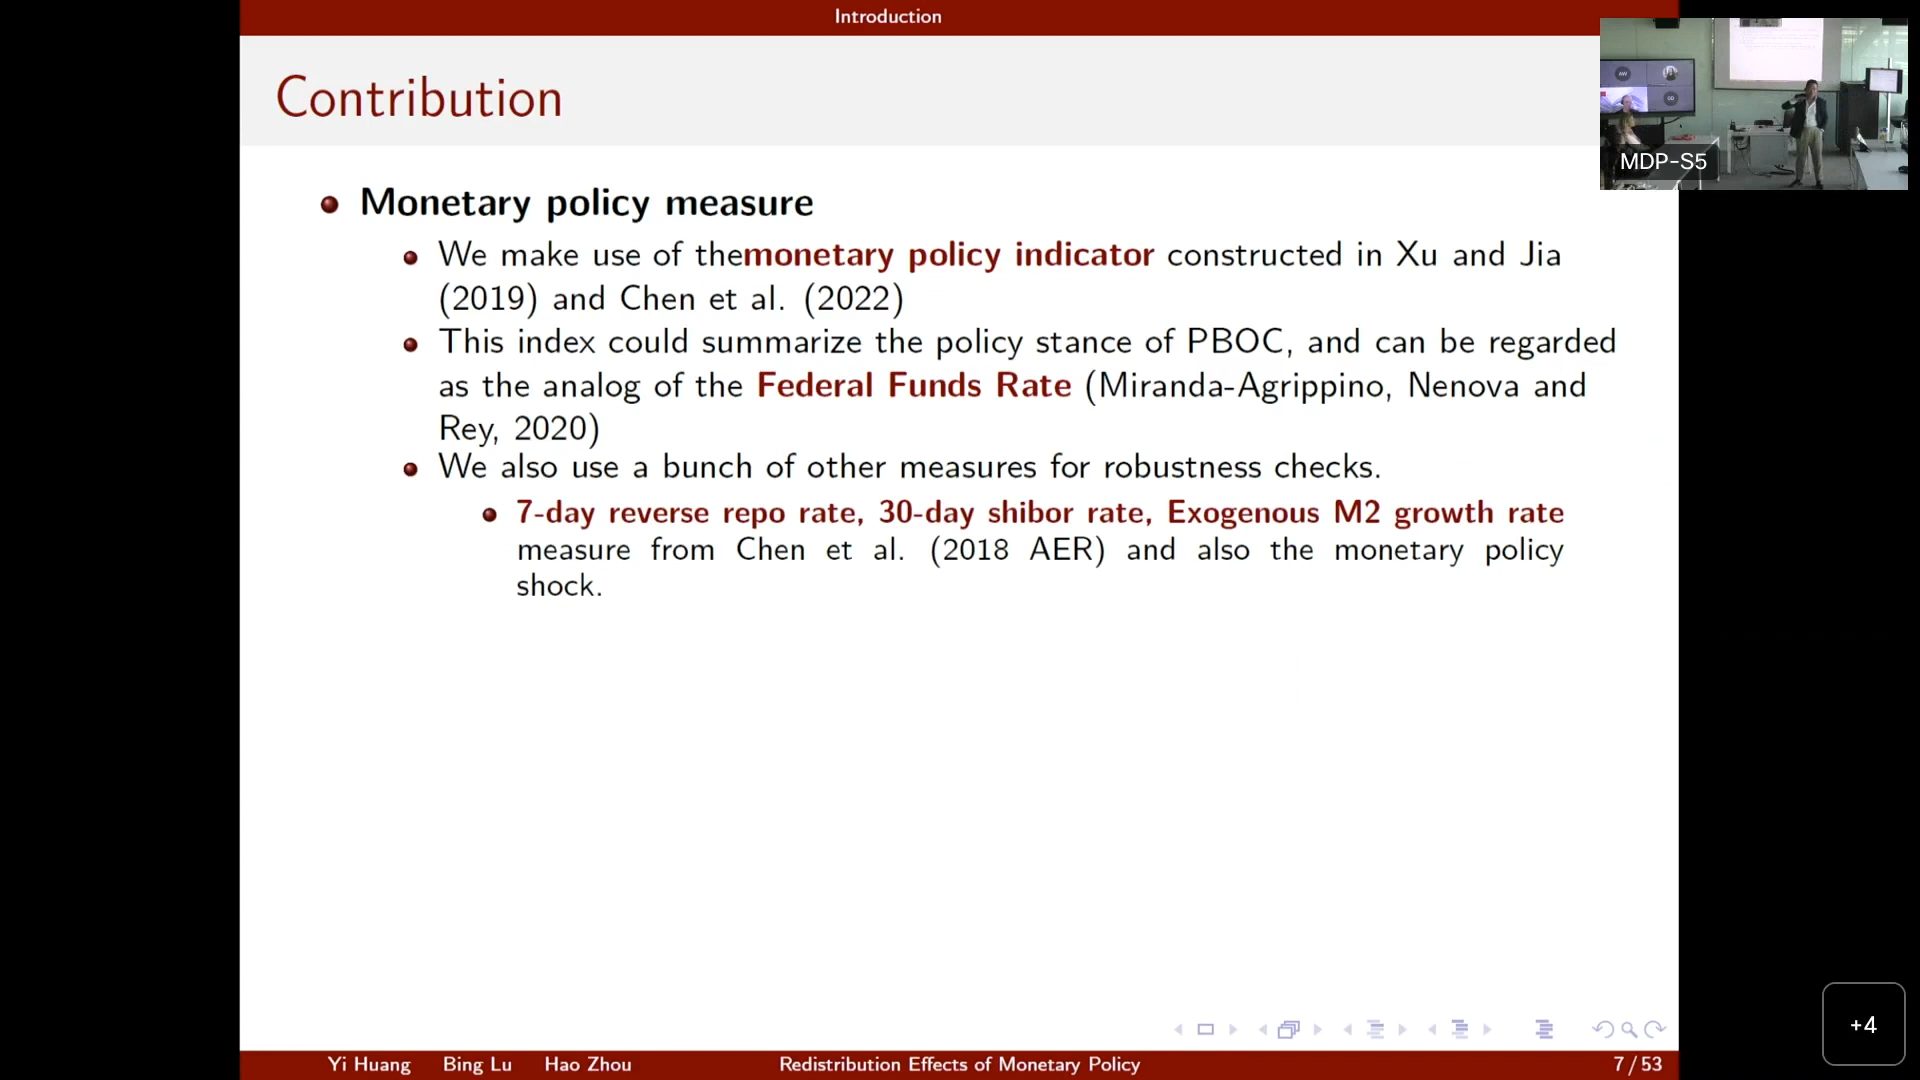 Introduction
Contribution
MDP-S5
Monetary policy measure
We make use of themonetary policy indicator constructed in Xu and Jia
(2019) and Chen et al. (2022)
This index could summarize the policy stance of PBOC, and can be regarded
as the analog of the Federal Funds Rate (Miranda-Agrippino, Nenova and
Rey, 2020)
We also use a bunch of other measures for robustness checks.
7-day reverse repo rate, 30-day shibor rate, Exogenous M2 growth rate
measure from Chen et al. (2018 AER) and also the monetary policy
shock.
+4
Yi Huang Bing Lu Hao Zhou Redistribution Effects of Monetary Policy 7/53